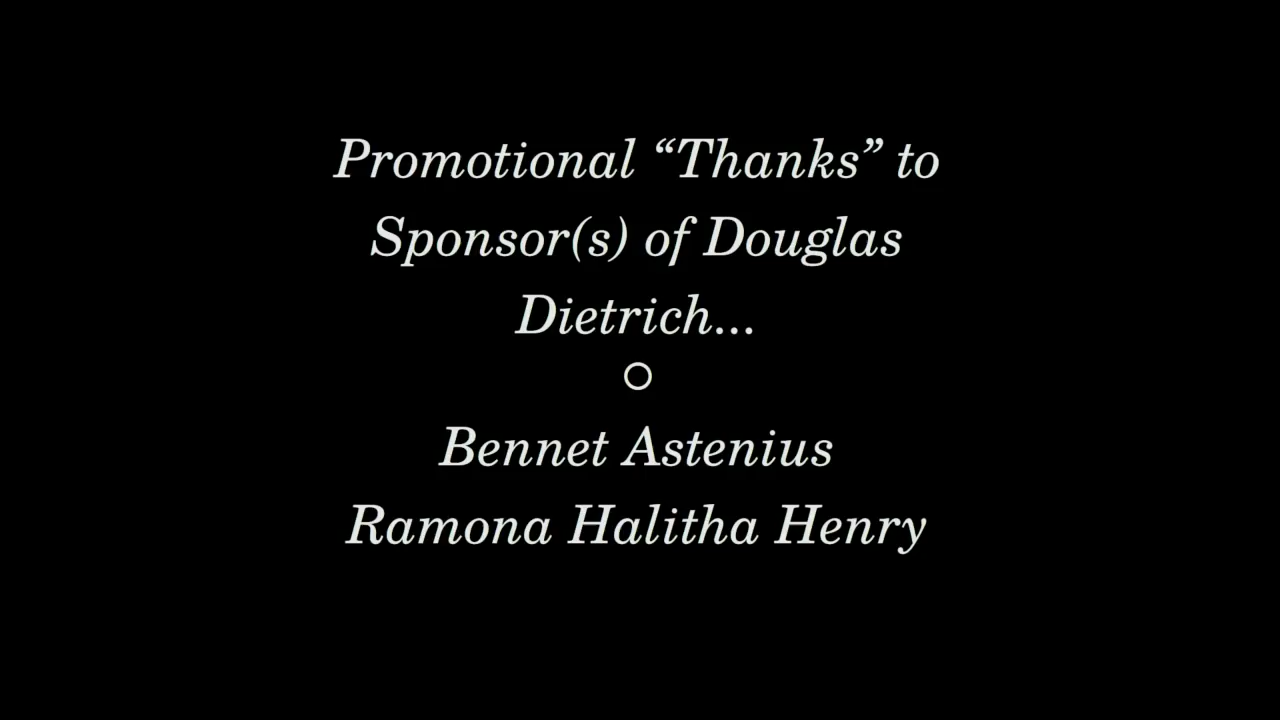 Promotional “Thanks” to
Sponsor(s) of Douglas
Dietrich...
Bennet Astenius
Ramona Halitha Henry